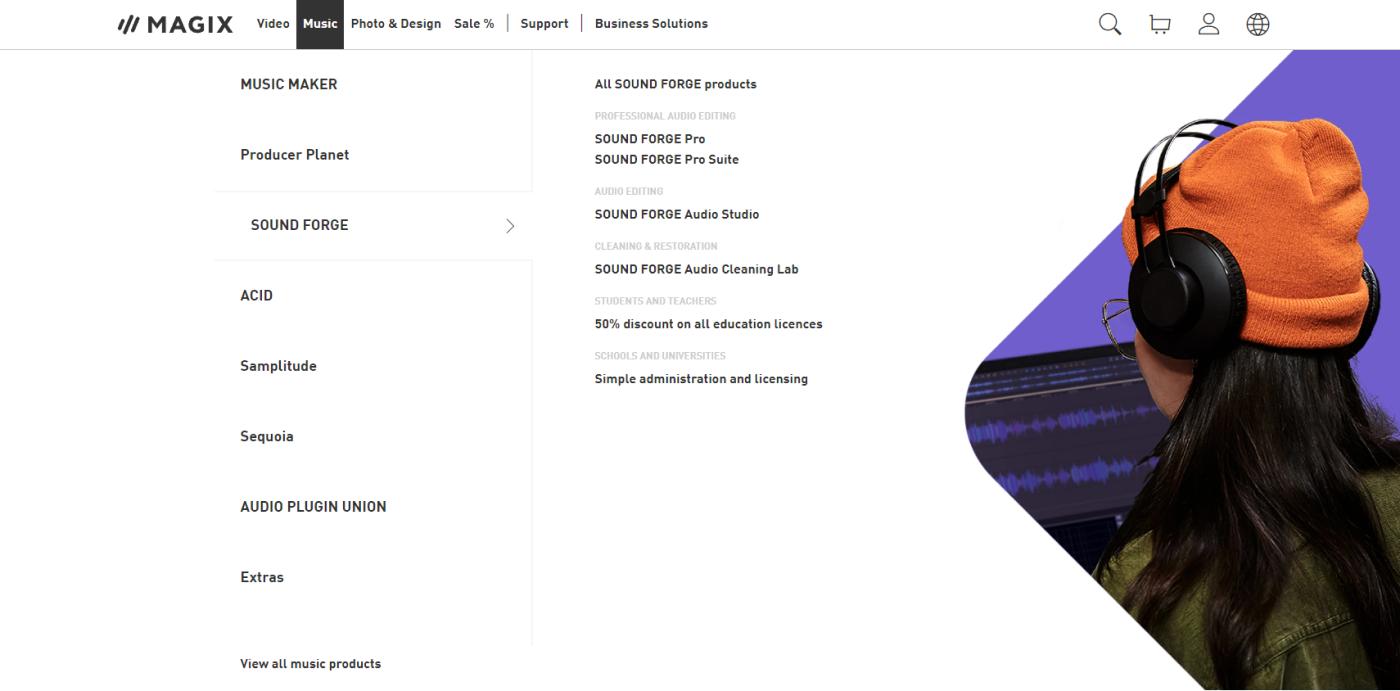 MAGIX
Video Music Photo & Design Sale % | Support | Business Solutions
MUSIC MAKER
Producer Planet
SOUND FORGE
ACID
Samplitude
Sequoia
AUDIO PLUGIN UNION
Extras
View all music products
All SOUND FORGE products
PROFESSIONAL AUDIO EDITING
SOUND FORGE Pro
SOUND FORGE Pro Suite
AUDIO EDITING
SOUND FORGE Audio Studio
CLEANING & RESTORATION
SOUND FORGE Audio Cleaning Lab
STUDENTS AND TEACHERS
50% discount on all education licences
SCHOOLS AND UNIVERSITIES
Simple administration and licensing